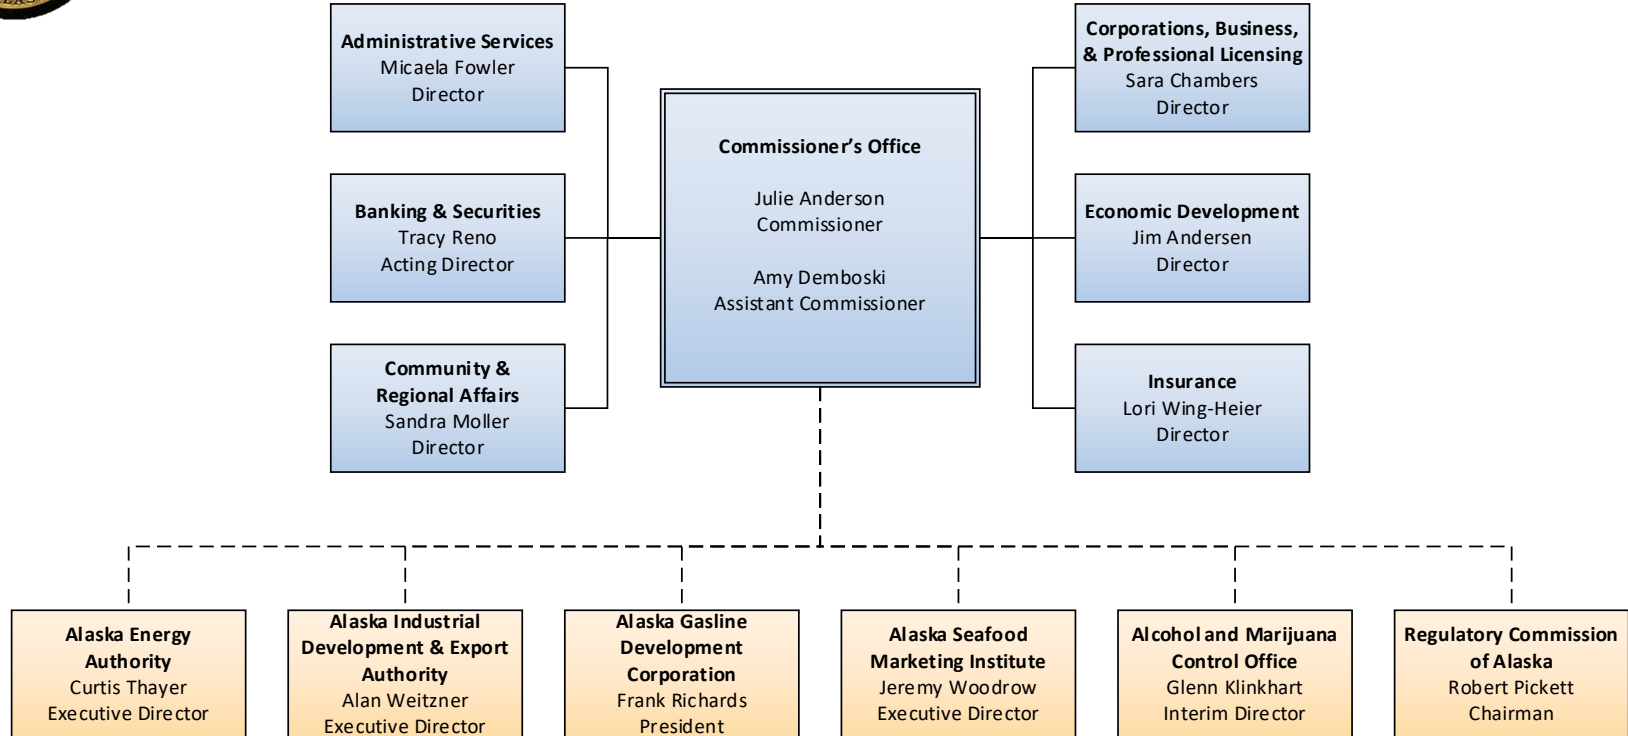 Administrative Services
Micaela Fowler
Director
Corporations, Business,
& Professional Licensing
Sara Chambers
Director
Commissioner's Office
Julie Anderson
Commissioner
Amy Demboski
Assistant Commissioner
Banking & Securities
Tracy Reno
Acting Director
Economic Development
Jim Andersen
Director
Community &
Regional Affairs
Sandra Moller
Director
Insurance
Lori Wing-Heier
Director
Alaska Energy
Authority
Curtis Thayer
Executive Director
Alaska Industrial
Development & Export
Authority
Alan Weitzner
Executive Director
Alaska Gasline
Development
Corporation
Frank Richards
President
Alaska Seafood
Marketing Institute
Jeremy Woodrow
Executive Director
Alcohol and Marijuana
Control Office
Glenn Klinkhart
Interim Director
Regulatory Commission
of Alaska
Robert Pickett
Chairman